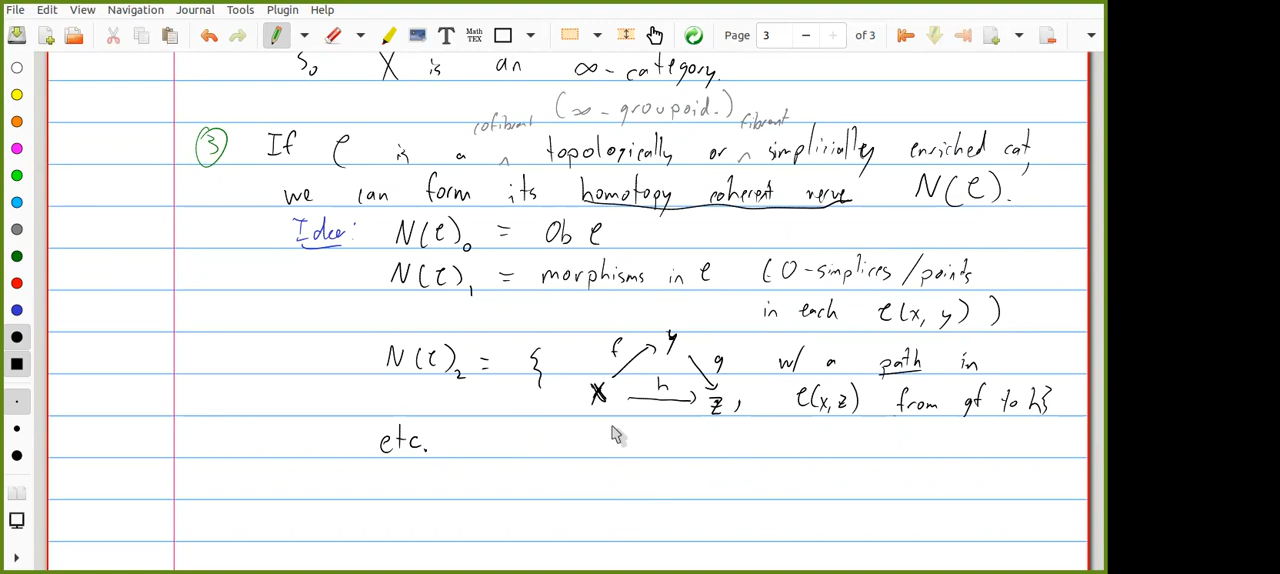 File Edit View Navigation Journal Tools Plugin Help
Math TEX Page 3 of 3
So X is an ∞-category.
(∞-groupoid.)
cofibrant fibrant
③ If C is a ^ topologically or ^ simplicially enriched cat,
we can form its homotopy coherent nerve N(C).
Idea: N(C)₀ = Ob C
N(C)₁ = morphisms in C (0-simplices/points
in each C(x, y))
N(C)₂ = { X f Y g Z h, w/ a path in
C(x,z) from gf to h}
etc.